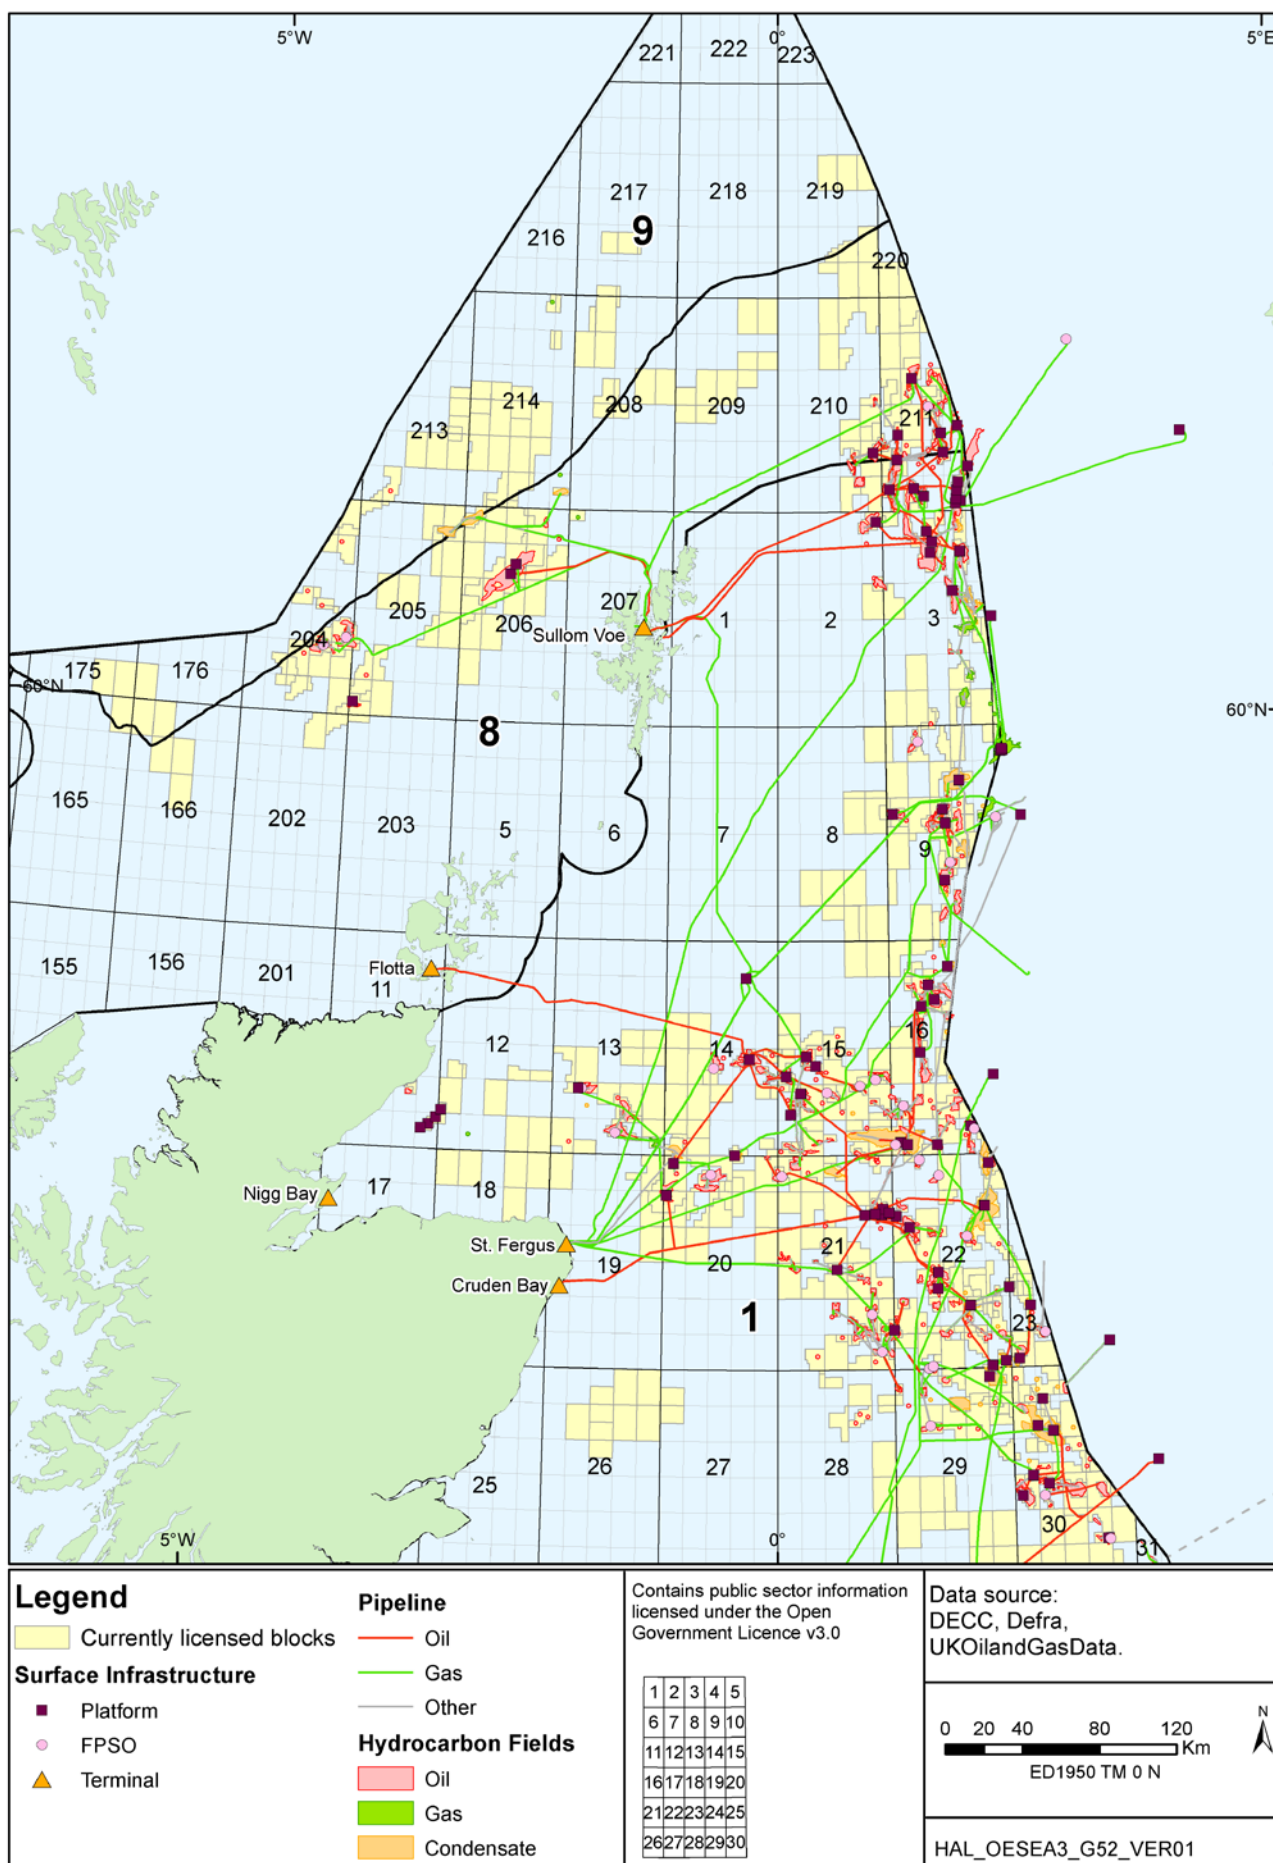 5°W
0°
5°E
221
222
223
217
218
219
9
216
220
214
208
209
210
211
213
205
206
207
1
2
3
204
Sullom Voe
175
176
60°N
60°N
8
165
166
202
203
5
6
7
8
9
155
156
201
Flotta
11
12
13
14
15
16
Nigg Bay
17
18
St. Fergus
19
20
21
22
Cruden Bay
1
23
25
26
27
28
29
30
31
5°W
0°
Legend
Currently licensed blocks
Surface Infrastructure
Platform
FPSO
Terminal
Pipeline
Oil
Gas
Other
Hydrocarbon Fields
Oil
Gas
Condensate
Contains public sector information
licensed under the Open
Government Licence v3.0
1 2 3 4 5
6 7 8 9 10
11 12 13 14 15
16 17 18 19 20
21 22 23 24 25
26 27 28 29 30
Data source:
DECC, Defra,
UKOilandGasData.
0 20 40 80 120
Km
N
ED1950 TM 0 N
HAL_OESEA3_G52_VER01